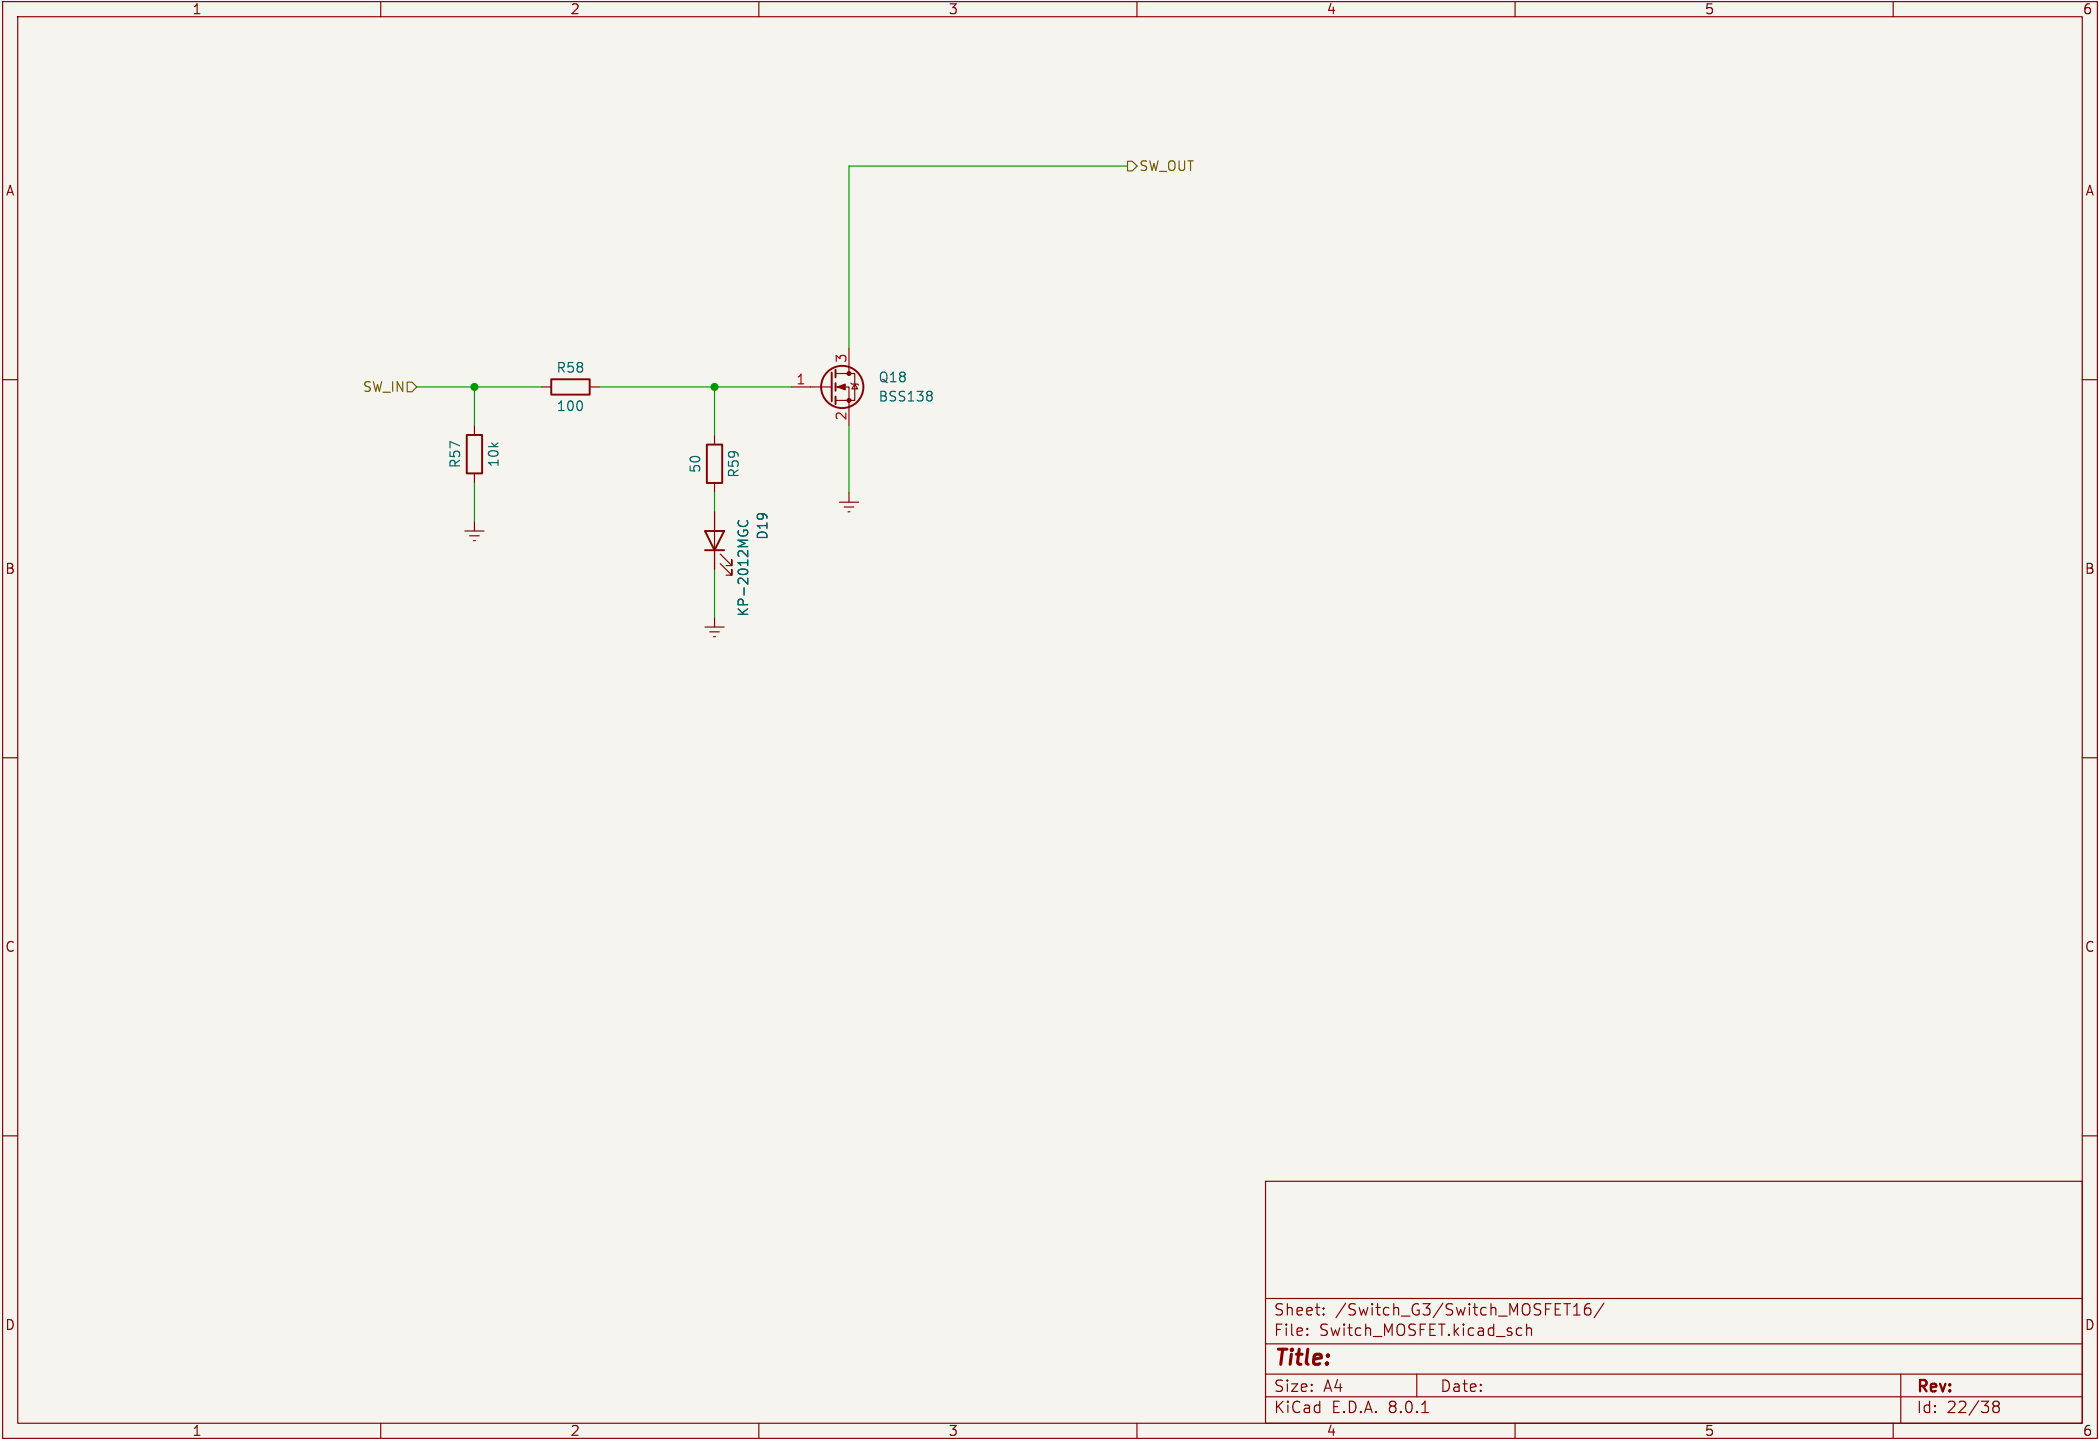 1 2 3 4 5 6
A A
SW_OUT
R58
SW_IN
100
1
3
2
Q18
BSS138
R57
10k
50
R59
D19
KP-2012MGC
B B
C C
Sheet: /Switch_G3/Switch_MOSFET16/
File: Switch_MOSFET.kicad_sch
D D
Title:
Size: A4 Date: Rev:
KiCad E.D.A. 8.0.1 Id: 22/38
1 2 3 4 5 6